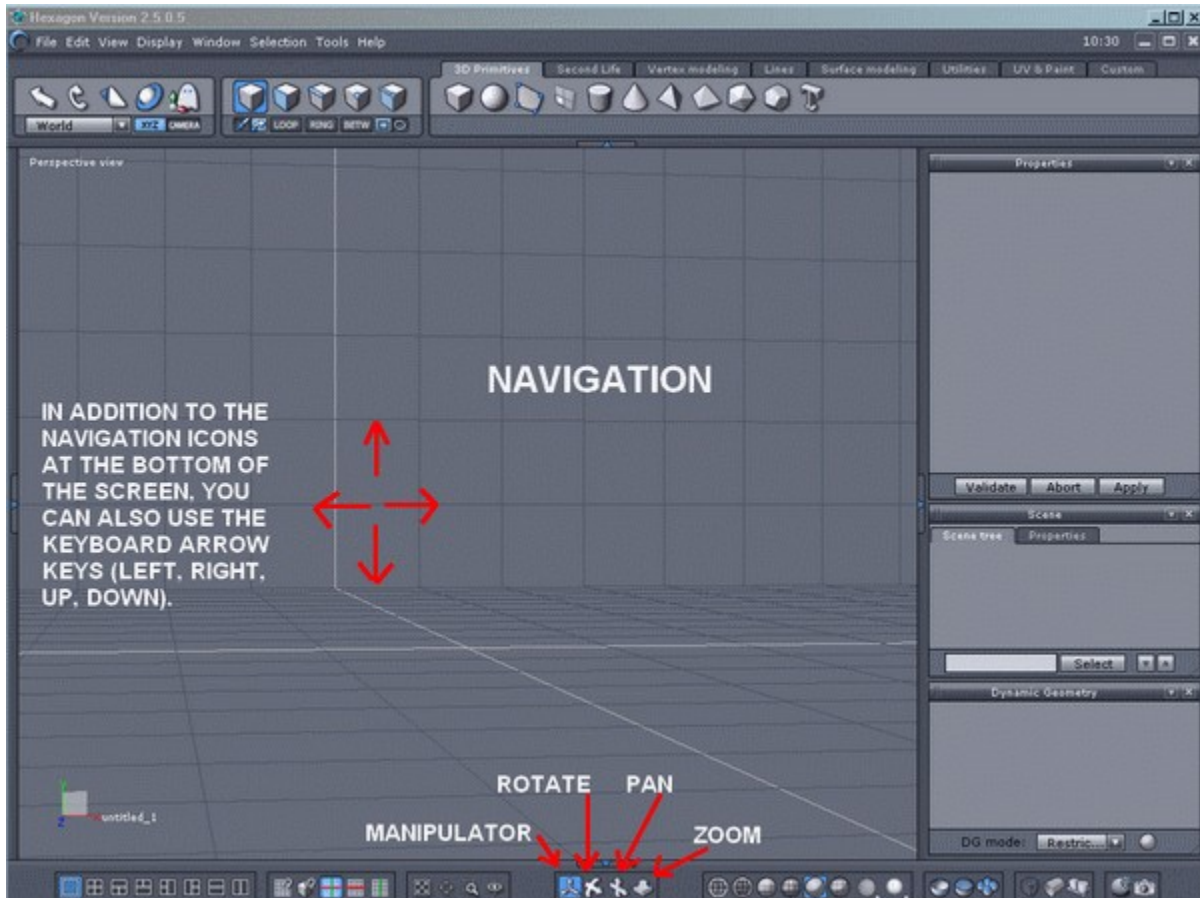 Hexagon Version 2.5.0.5
File Edit View Display Window Selection Tools Help
10:30
3D Primitives Second Life Vertex modeling Lines Surface modeling Utilities UV & Paint Custom
World XYZ CAMERA
LOOP RING BETW
Perspective view
Properties
NAVIGATION
IN ADDITION TO THE
NAVIGATION ICONS
AT THE BOTTOM OF
THE SCREEN, YOU
CAN ALSO USE THE
KEYBOARD ARROW
KEYS (LEFT, RIGHT,
UP, DOWN).
Validate Abort Apply
Scene
Scene tree Properties
Select
Dynamic Geometry
ROTATE PAN
MANIPULATOR ZOOM
Y
Z X untitled_1
DG mode: Restric...